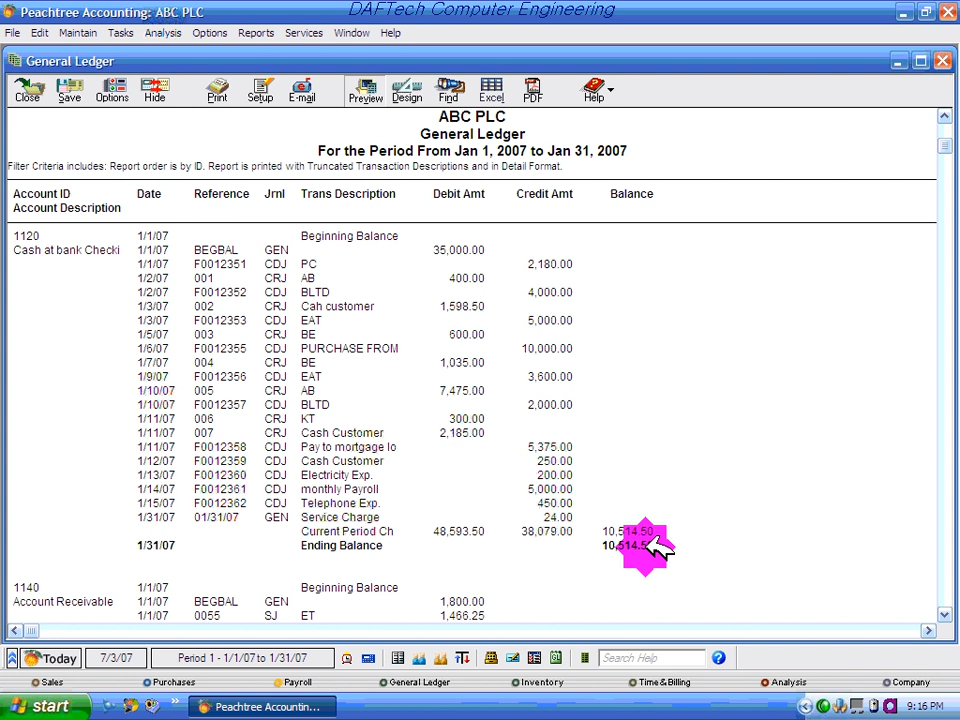 Peachtree Accounting: ABC PLC
DAFTech Computer Engineering
File Edit Maintain Tasks Analysis Options Reports Services Window Help
General Ledger
Close Save Options Hide Print Setup E-mail Preview Design Find Excel PDF Help
ABC PLC
General Ledger
For the Period From Jan 1, 2007 to Jan 31, 2007
Filter Criteria includes: Report order is by ID. Report is printed with Truncated Transaction Descriptions and in Detail Format.
Account ID Date Reference Jrnl Trans Description Debit Amt Credit Amt Balance
Account Description
1120 1/1/07 Beginning Balance
Cash at bank Checki 1/1/07 BEGBAL GEN 35,000.00
1/1/07 F0012351 CDJ PC 2,180.00
1/2/07 001 CRJ AB 400.00
1/2/07 F0012352 CDJ BLTD 4,000.00
1/3/07 002 CRJ Cah customer 1,598.50
1/3/07 F0012353 CDJ EAT 5,000.00
1/5/07 003 CRJ BE 600.00
1/6/07 F0012355 CDJ PURCHASE FROM 10,000.00
1/7/07 004 CRJ BE 1,035.00
1/9/07 F0012356 CDJ EAT 3,600.00
1/10/07 005 CRJ AB 7,475.00
1/10/07 F0012357 CDJ BLTD 2,000.00
1/11/07 006 CRJ KT 300.00
1/11/07 007 CRJ Cash Customer 2,185.00
1/11/07 F0012358 CDJ Pay to mortgage lo 5,375.00
1/12/07 F0012359 CDJ Cash Customer 250.00
1/13/07 F0012360 CDJ Electricity Exp. 200.00
1/14/07 F0012361 CDJ monthly Payroll 5,000.00
1/15/07 F0012362 CDJ Telephone Exp. 450.00
1/31/07 01/31/07 GEN Service Charge 24.00
Current Period Ch 48,593.50 38,079.00 10,514.50
1/31/07 Ending Balance
1140 1/1/07 Beginning Balance
Account Receivable 1/1/07 BEGBAL GEN 1,800.00
1/1/07 0055 SJ ET 1,466.25
Today 7/3/07 Period 1 - 1/1/07 to 1/31/07 Search Help
Sales Purchases Payroll General Ledger Inventory Time & Billing Analysis Company
start Peachtree Accountin... 9:16 PM